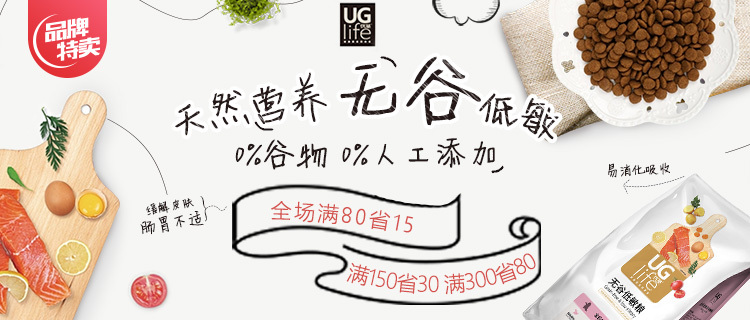 品牌
特卖
UG
life
天然营养 无谷 低敏
0%谷物 0%人工添加
易消化吸收
缓解皮肤
肠胃不适
全场满80省15
满150省30 满300省80
UG
life
无谷低敏粮